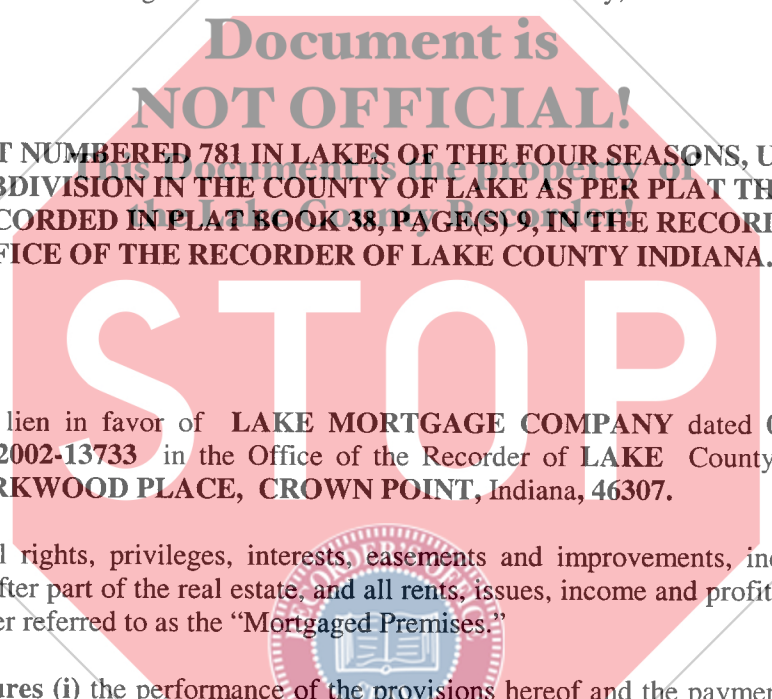 Document is
NOT OFFICIAL!
T NUMBERED 781 IN LAKES OF THE FOUR SEASONS, U
This Document is the property of
BDIVISION IN THE COUNTY OF LAKE AS PER PLAT TH
the Lake County Recorder!
CORDED IN PLAT BOOK 38, PAGE(S) 9, IN THE RECORD
FICE OF THE RECORDER OF LAKE COUNTY INDIANA.
STOP
lien in favor of LAKE MORTGAGE COMPANY dated
2002-13733 in the Office of the Recorder of LAKE County
RKWOOD PLACE, CROWN POINT, Indiana, 46307.
l rights, privileges, interests, easements and improvements, inc
fter part of the real estate, and all rents, issues, income and profit
er referred to as the “Mortgaged Premises.”
RECORDER'S OFFICE
ures (i) the performance of the provisions hereof and the paymen